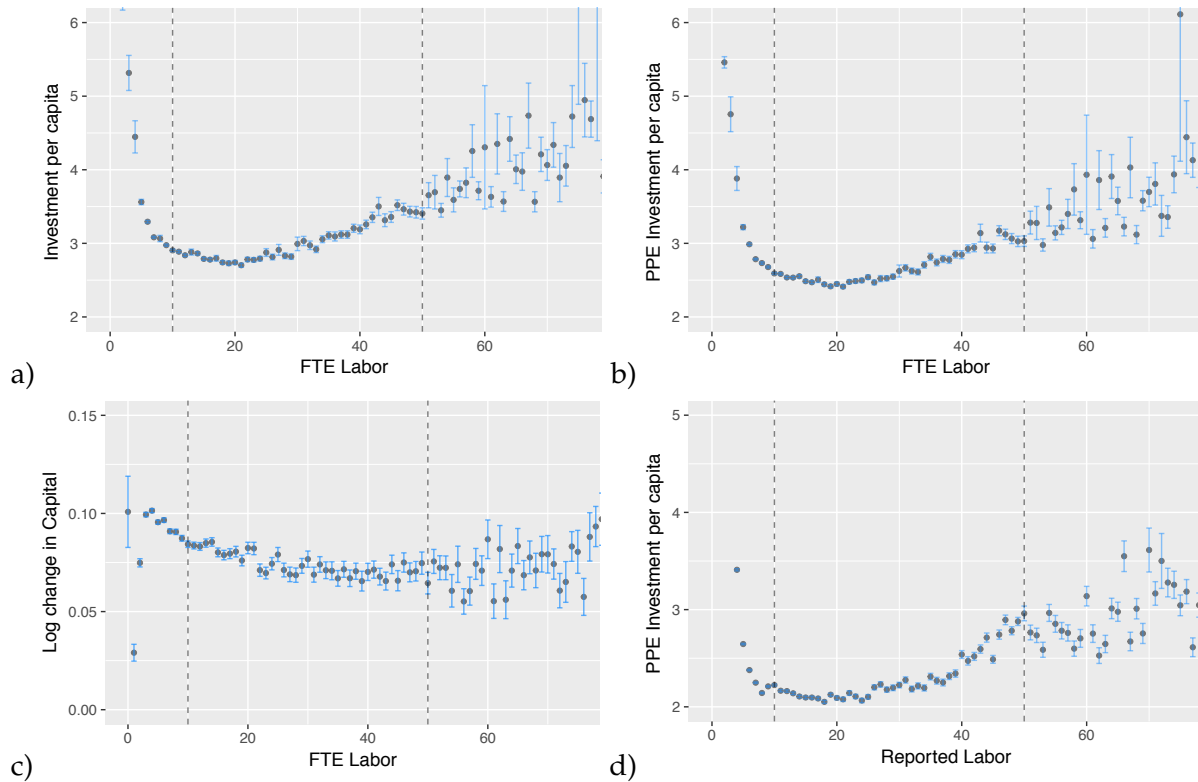 Investment per capita
6
5
4
3
2
0 20 40 60
FTE Labor
a)
PPE Investment per capita
6
5
4
3
2
0 20 40 60
FTE Labor
b)
Log change in Capital
0.15
0.10
0.05
0.00
0 20 40 60
FTE Labor
c)
PPE Investment per capita
5
4
3
2
0 20 40 60
Reported Labor
d)